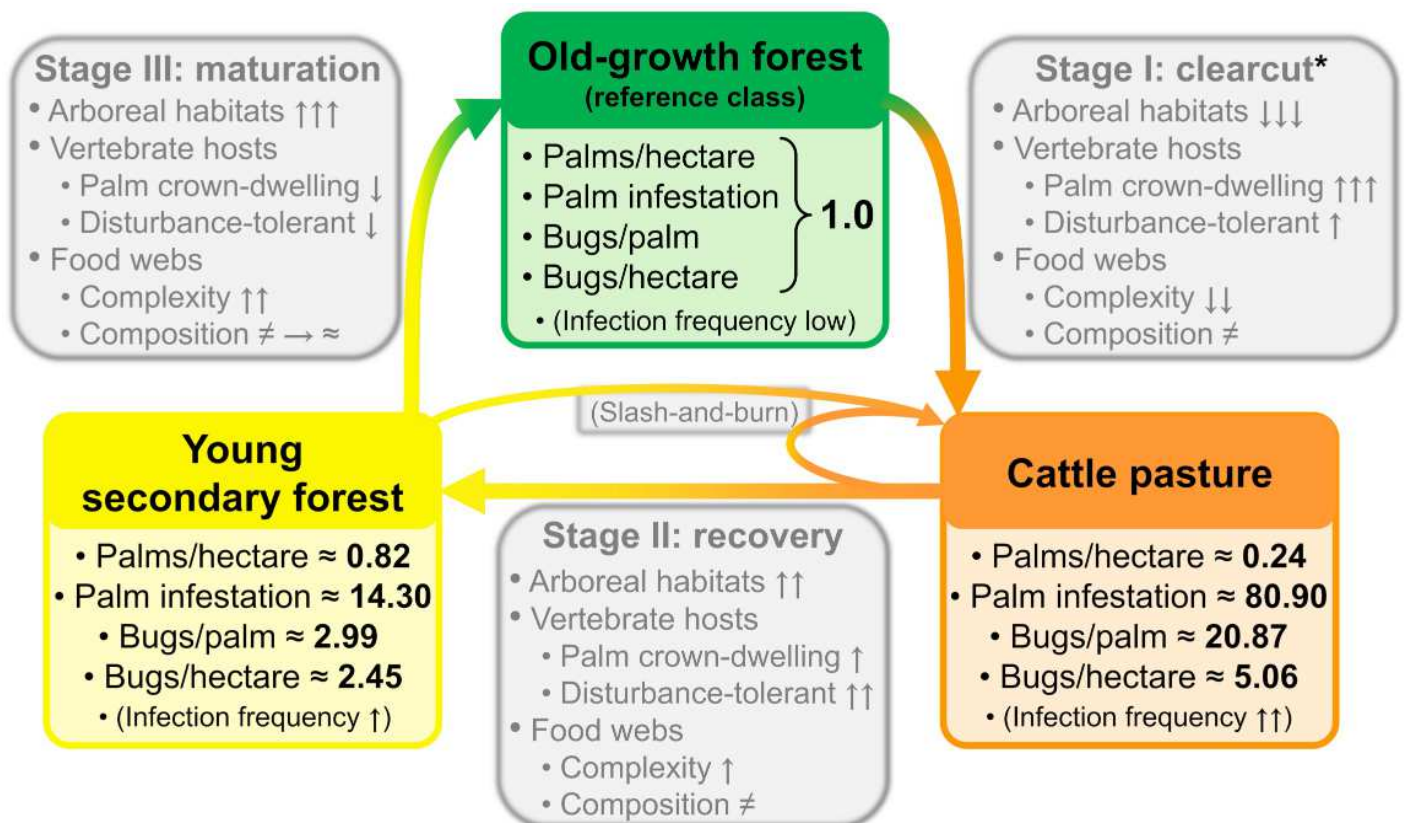 Stage III: maturation
• Arboreal habitats ↑↑↑
• Vertebrate hosts
• Palm crown-dwelling ↓
• Disturbance-tolerant ↓
• Food webs
• Complexity ↑↑
• Composition ≠ → ≈
Old-growth forest
(reference class)
• Palms/hectare
• Palm infestation
• Bugs/palm
• Bugs/hectare
1.0
• (Infection frequency low)
Stage I: clearcut*
• Arboreal habitats ↓↓↓
• Vertebrate hosts
• Palm crown-dwelling ↑↑↑
• Disturbance-tolerant ↑
• Food webs
• Complexity ↓↓
• Composition ≠
(Slash-and-burn)
Young
secondary forest
• Palms/hectare ≈ 0.82
• Palm infestation ≈ 14.30
• Bugs/palm ≈ 2.99
• Bugs/hectare ≈ 2.45
• (Infection frequency ↑)
Stage II: recovery
• Arboreal habitats ↑↑
• Vertebrate hosts
• Palm crown-dwelling ↑
• Disturbance-tolerant ↑↑
• Food webs
• Complexity ↑
• Composition ≠
Cattle pasture
• Palms/hectare ≈ 0.24
• Palm infestation ≈ 80.90
• Bugs/palm ≈ 20.87
• Bugs/hectare ≈ 5.06
• (Infection frequency ↑↑)